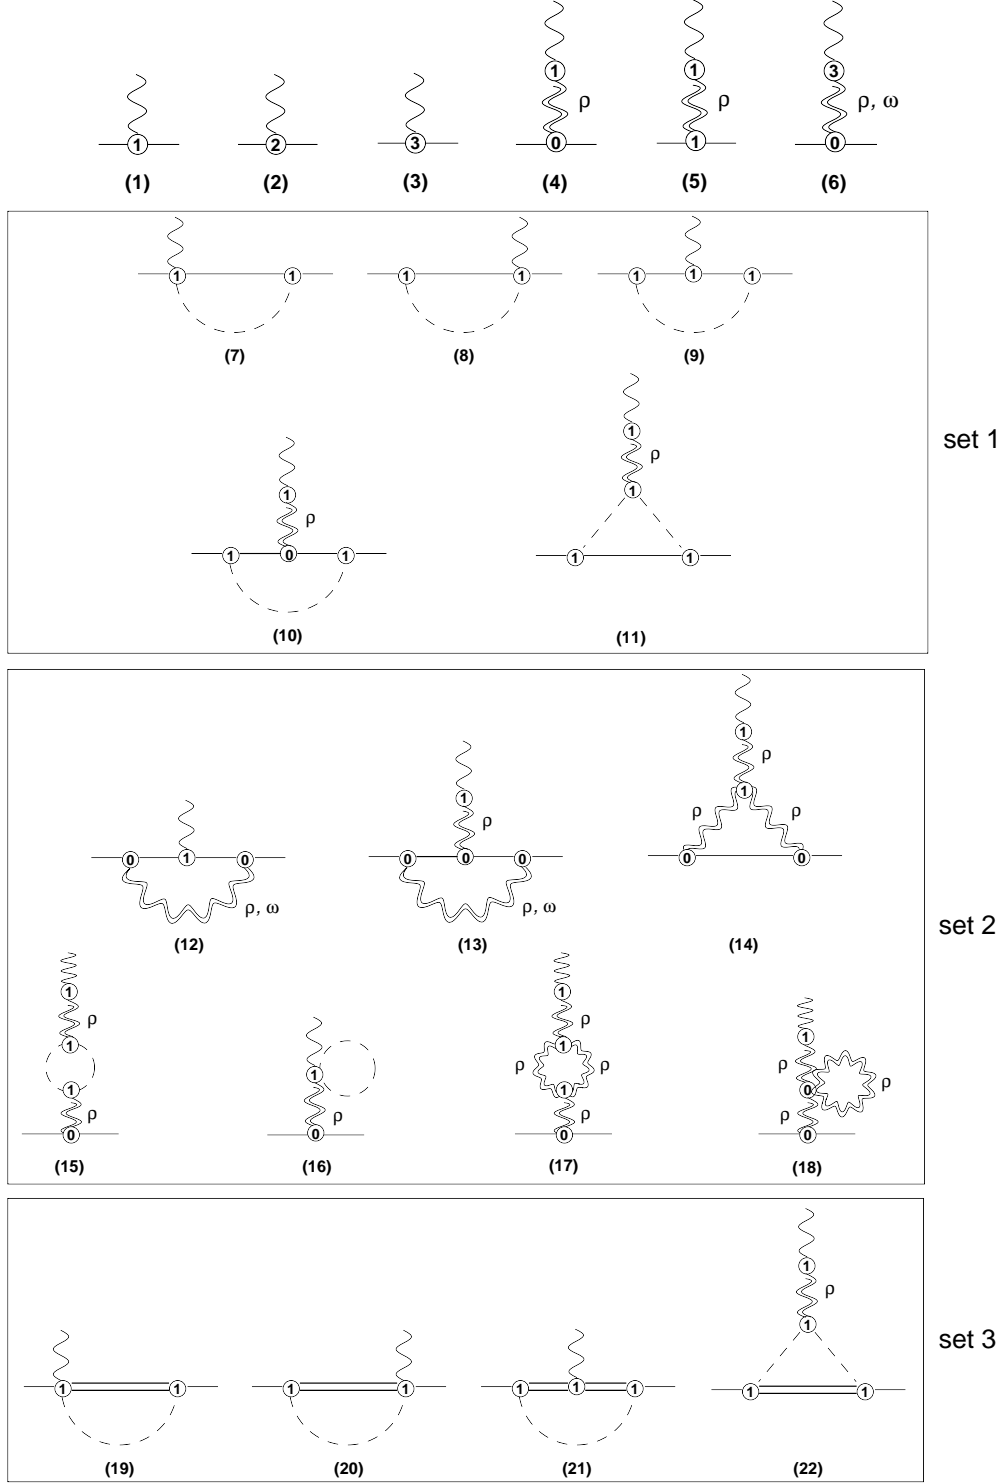 1 1 3
ρ ρ ρ, ω
1 2 3 0 1 0
(1) (2) (3) (4) (5) (6)
1 1 1 1 1 1 1
(7) (8) (9)
1
ρ
1 ρ 1
1 0 1 1 1
(10) (11)
set 1
1
1 ρ
ρ 1
0 1 0 0 0 0 ρ ρ
ρ, ω ρ, ω 0 0
(12) (13) (14)
set 2
1 1
ρ ρ 1
1 1 1 ρ
ρ ρ 0 ρ
1 1
ρ ρ ρ ρ
0 0 0 0
(15) (16) (17) (18)
1
ρ
1
set 3
1 1 1 1 1 1 1 1 1
(19) (20) (21) (22)